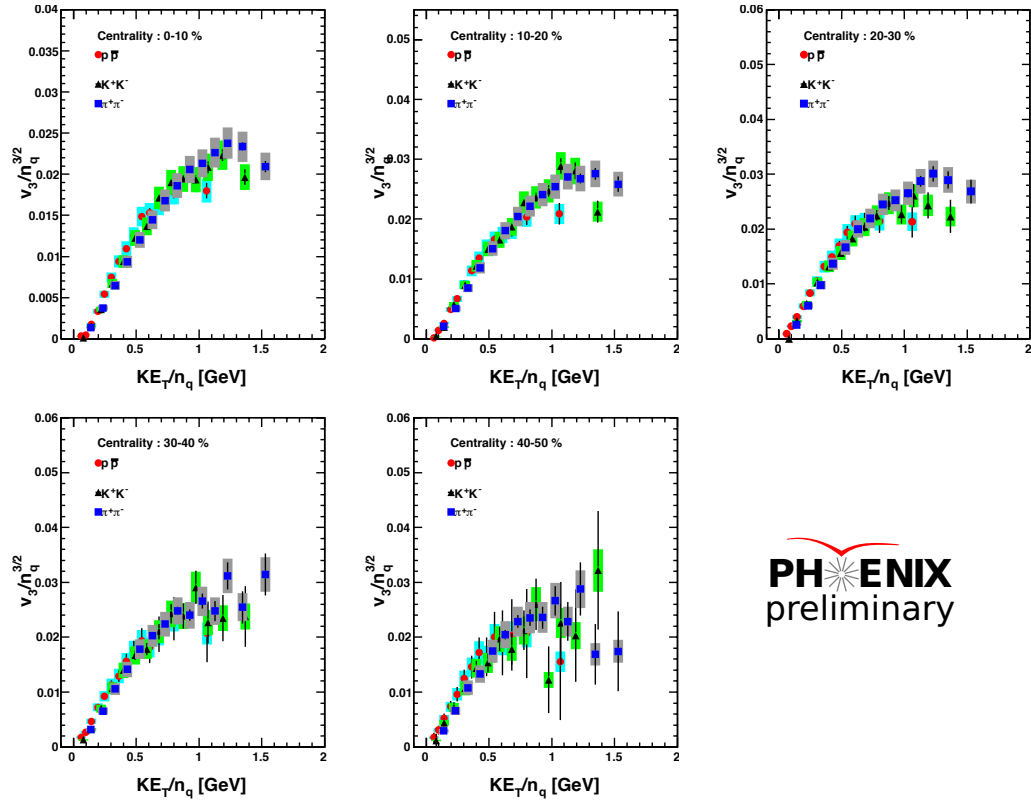 Centrality : 0-10 %
p p̅
K⁺K⁻
π⁺π⁻
v₃/n_q^{3/2}
0.04
0.035
0.03
0.025
0.02
0.015
0.01
0.005
0
0 0.5 1 1.5 2
KE_T/n_q [GeV]
Centrality : 10-20 %
p p̅
K⁺K⁻
π⁺π⁻
v₃/n_q^{3/2}
0.05
0.04
0.03
0.02
0.01
0
0 0.5 1 1.5 2
KE_T/n_q [GeV]
Centrality : 20-30 %
p p̅
K⁺K⁻
π⁺π⁻
v₃/n_q^{3/2}
0.06
0.05
0.04
0.03
0.02
0.01
0
0 0.5 1 1.5 2
KE_T/n_q [GeV]
Centrality : 30-40 %
p p̅
K⁺K⁻
π⁺π⁻
v₃/n_q^{3/2}
0.06
0.05
0.04
0.03
0.02
0.01
0
0 0.5 1 1.5 2
KE_T/n_q [GeV]
Centrality : 40-50 %
p p̅
K⁺K⁻
π⁺π⁻
v₃/n_q^{3/2}
0.06
0.05
0.04
0.03
0.02
0.01
0
0 0.5 1 1.5 2
KE_T/n_q [GeV]
PHENIX
preliminary